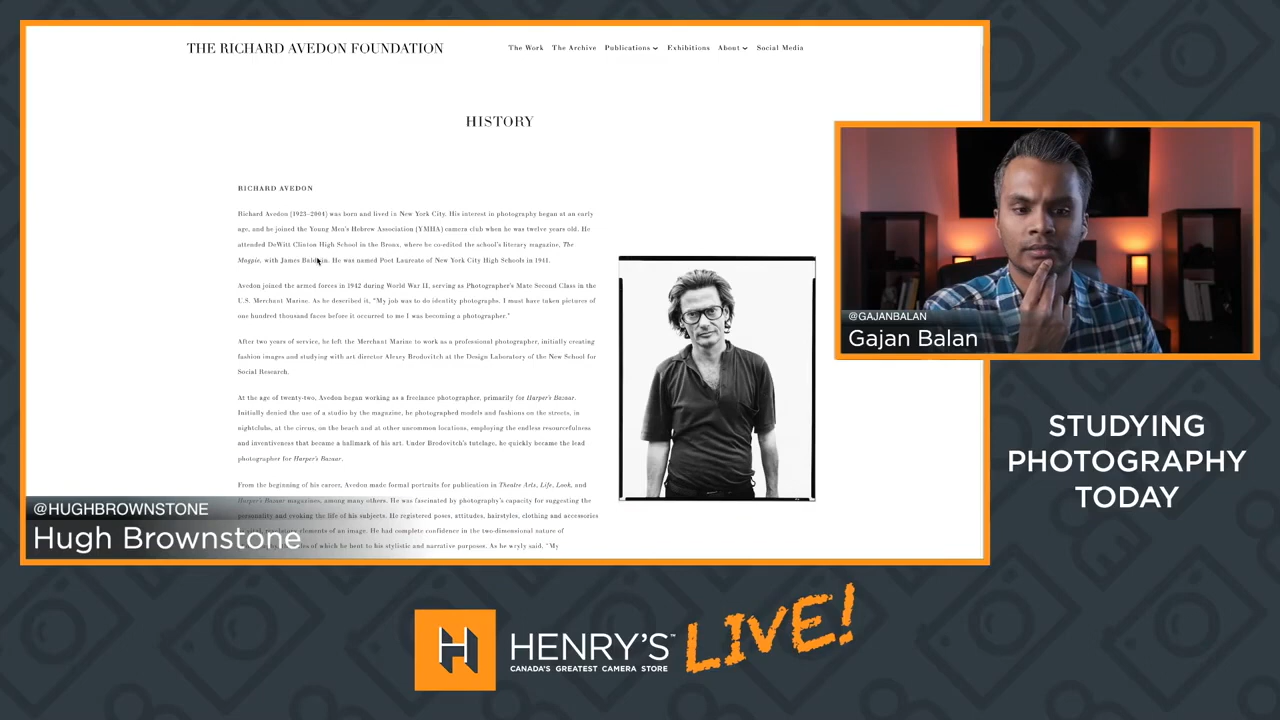 THE RICHARD AVEDON FOUNDATION
The Work The Archive Publications Exhibitions About Social Media
HISTORY
RICHARD AVEDON
Richard Avedon (1923–2004) was born and lived in New York City. His interest in photography began at an early
age, and he joined the Young Men's Hebrew Association (YMHA) camera club when he was twelve years old. He
attended DeWitt Clinton High School in the Bronx, where he co-edited the school's literary magazine, The
Magpie, with James Baldwin. He was named Poet Laureate of New York City High Schools in 1941.
Avedon joined the armed forces in 1942 during World War II, serving as Photographer's Mate Second Class in the
U.S. Merchant Marine. As he described it, "My job was to do identity photographs. I must have taken pictures of
one hundred thousand faces before it occurred to me I was becoming a photographer."
After two years of service, he left the Merchant Marine to work as a professional photographer, initially creating
fashion images and studying with art director Alexey Brodovitch at the Design Laboratory of the New School for
Social Research.
At the age of twenty-two, Avedon began working as a freelance photographer, primarily for Harper's Bazaar.
Initially denied the use of a studio by the magazine, he photographed models and fashions on the streets, in
nightclubs, at the circus, on the beach and at other uncommon locations, employing the endless resourcefulness
and inventiveness that became a hallmark of his art. Under Brodovitch's tutelage, he quickly became the lead
photographer for Harper's Bazaar.
From the beginning of his career, Avedon made formal portraits for publication in Theatre Arts, Life, Look, and
Harper's Bazaar magazines, among many others. He was fascinated by photography's capacity for suggesting the
personality and evoking the life of his subjects. He registered poses, attitudes, hairstyles, clothing and accessories
elements of an image. He had complete confidence in the two-dimensional nature of
of which he bent to his stylistic and narrative purposes. As he wryly said, "My
@HUGHBROWNSTONE
Hugh Brownstone
@GAJANBALAN
Gajan Balan
STUDYING
PHOTOGRAPHY
TODAY
H HENRY'S™ LIVE!
CANADA'S GREATEST CAMERA STORE